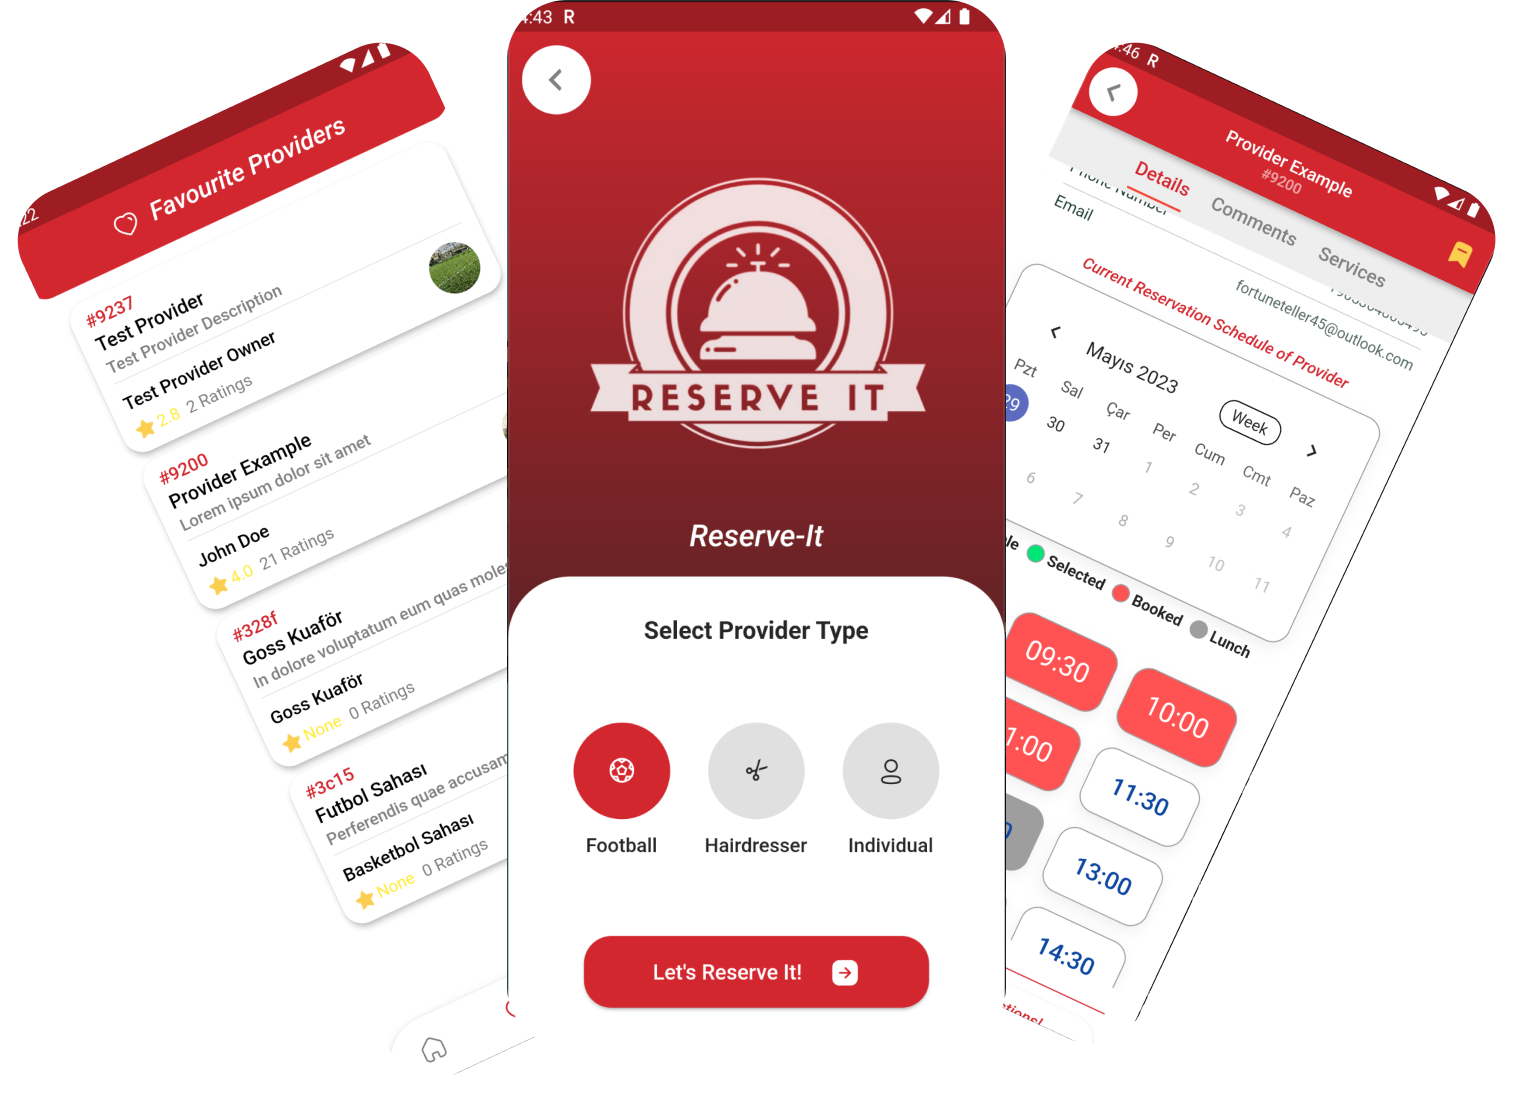 :22
Favourite Providers
#9237
Test Provider
Test Provider Description
Test Provider Owner
2.8 2 Ratings
#9200
Provider Example
Lorem ipsum dolor sit amet
John Doe
4.0 21 Ratings
#328f
Goss Kuaför
In dolore voluptatum eum quas moles
Goss Kuaför
None 0 Ratings
#3c15
Futbol Sahası
Perferendis quae accusam
Basketbol Sahası
None 0 Ratings
4:43 R
RESERVE IT
Reserve-It
Select Provider Type
Football Hairdresser Individual
Let's Reserve It!
:46 R
Provider Example
#9200
Details Comments Services
Phone Number
Email
fortuneteller45@outlook.com
Current Reservation Schedule of Provider
Mayıs 2023 Week
Pzt Sal Çar Per Cum Cmt Paz
29 30 31 1 2 3 4
6 7 8 9 10 11
Selected Booked Lunch
09:30 10:00
1:00 11:30
13:00
14:30